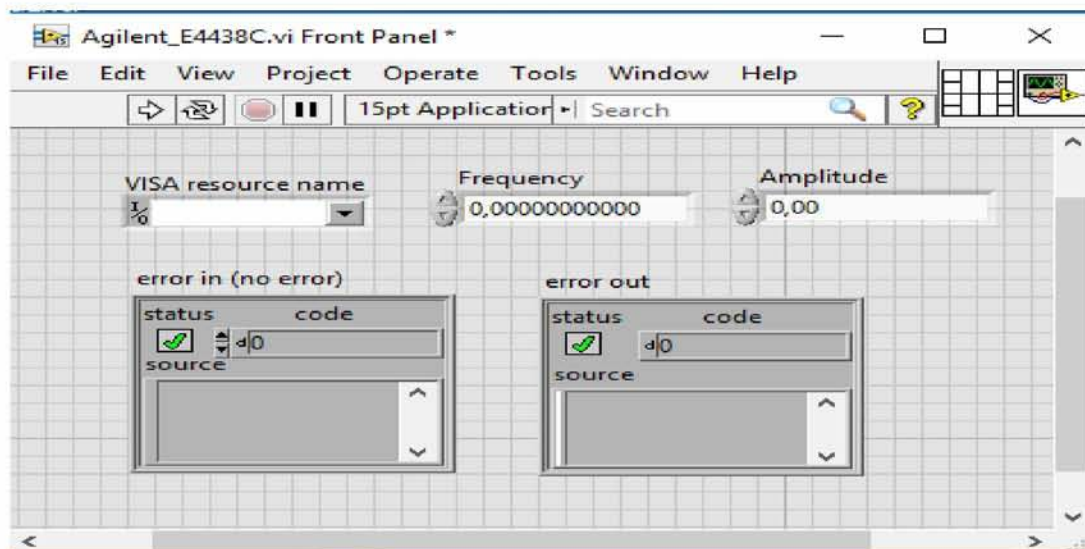 Agilent_E4438C.vi Front Panel *
File Edit View Project Operate Tools Window Help
15pt Application Search
VISA resource name Frequency Amplitude
0,00000000000 0,00
error in (no error) error out
status code status code
d 0 d 0
source source